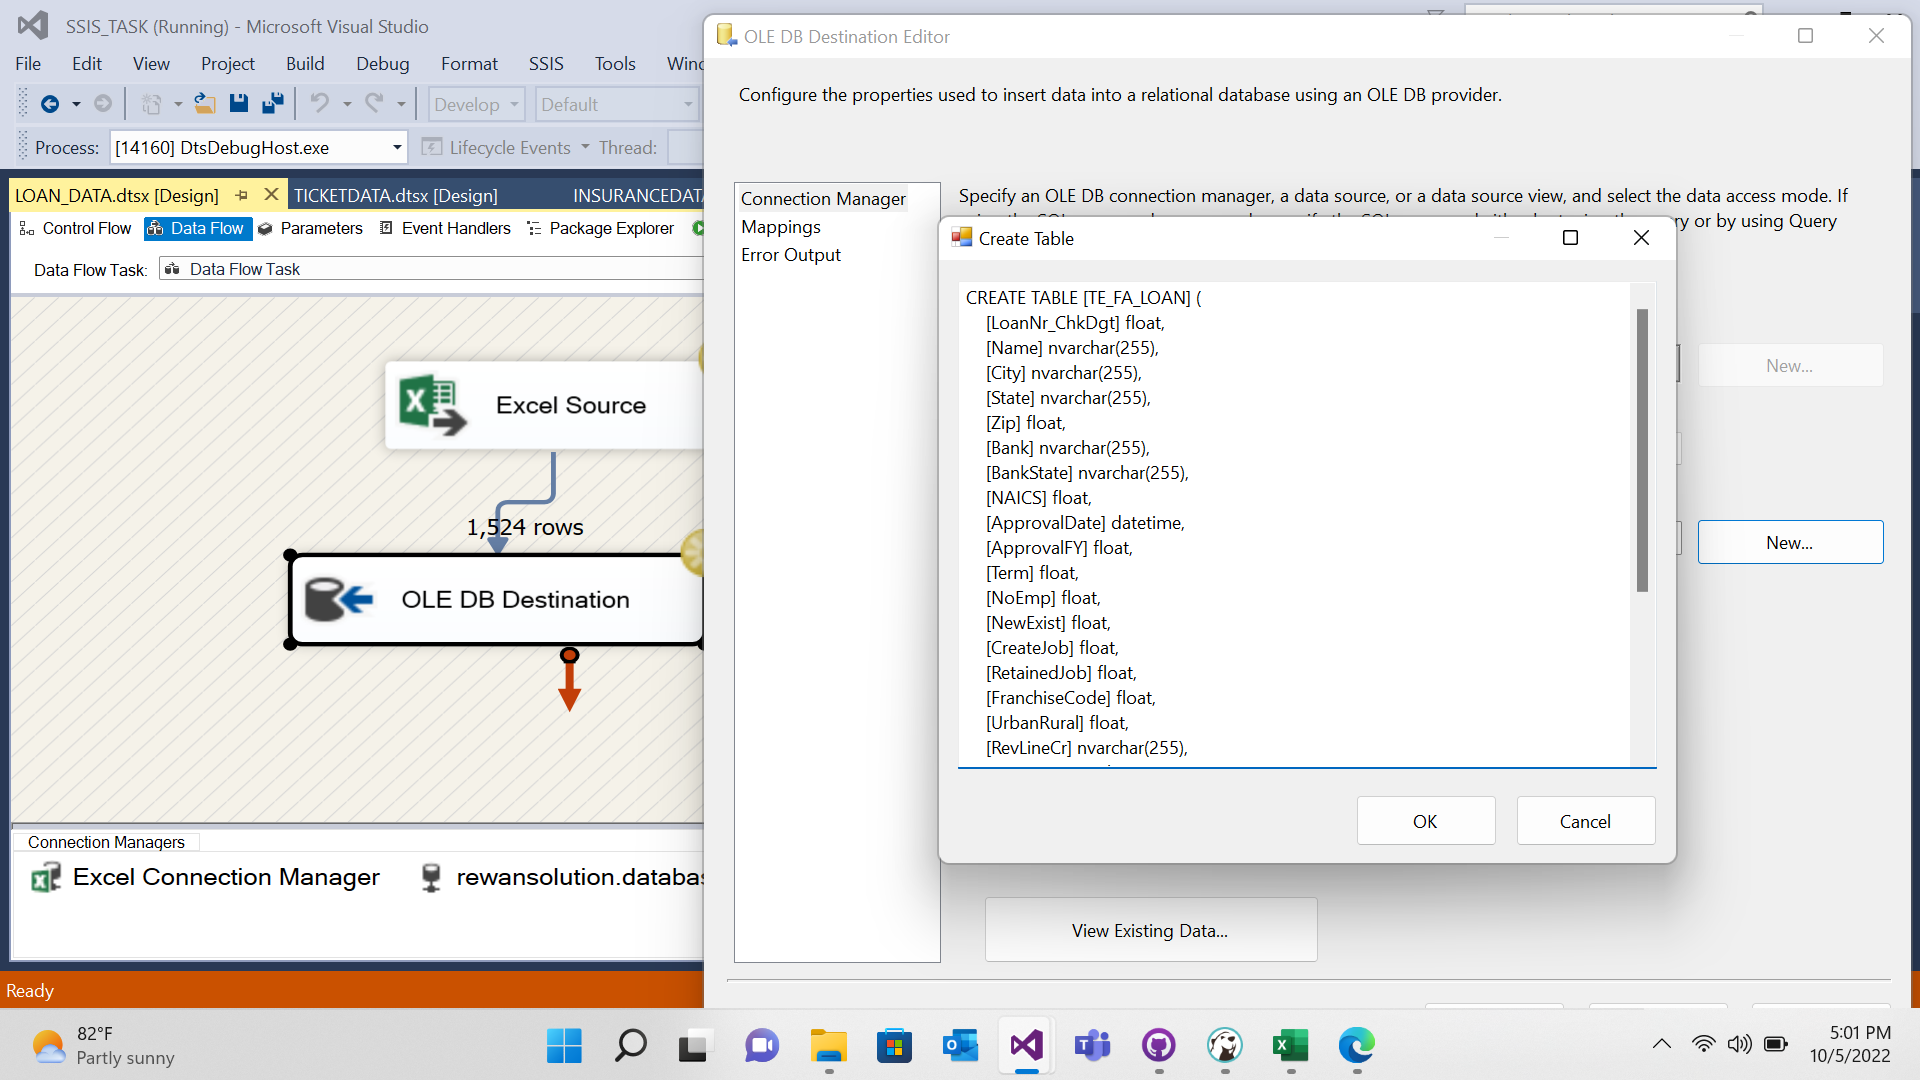 SSIS_TASK (Running) - Microsoft Visual Studio
File Edit View Project Build Debug Format SSIS Tools
Develop Default
Process: [14160] DtsDebugHost.exe Lifecycle Events Thread:
LOAN_DATA.dtsx [Design] TICKETDATA.dtsx [Design]
Control Flow Data Flow Parameters Event Handlers Package Explorer
Data Flow Task: Data Flow Task
Excel Source
1,524 rows
OLE DB Destination
Connection Managers
Excel Connection Manager
Ready
OLE DB Destination Editor
Configure the properties used to insert data into a relational database using an OLE DB provider.
Connection Manager
Mappings
Error Output
Specify an OLE DB connection manager, a data source, or a data source view, and select the data access mode. If
or by using Query
Create Table
CREATE TABLE [TE_FA_LOAN] (
[LoanNr_ChkDgt] float,
[Name] nvarchar(255),
[City] nvarchar(255),
[State] nvarchar(255),
[Zip] float,
[Bank] nvarchar(255),
[BankState] nvarchar(255),
[NAICS] float,
[ApprovalDate] datetime,
[ApprovalFY] float,
[Term] float,
[NoEmp] float,
[NewExist] float,
[CreateJob] float,
[RetainedJob] float,
[FranchiseCode] float,
[UrbanRural] float,
[RevLineCr] nvarchar(255),
OK Cancel
New...
New...
View Existing Data...
82°F
Partly sunny
5:01 PM
10/5/2022